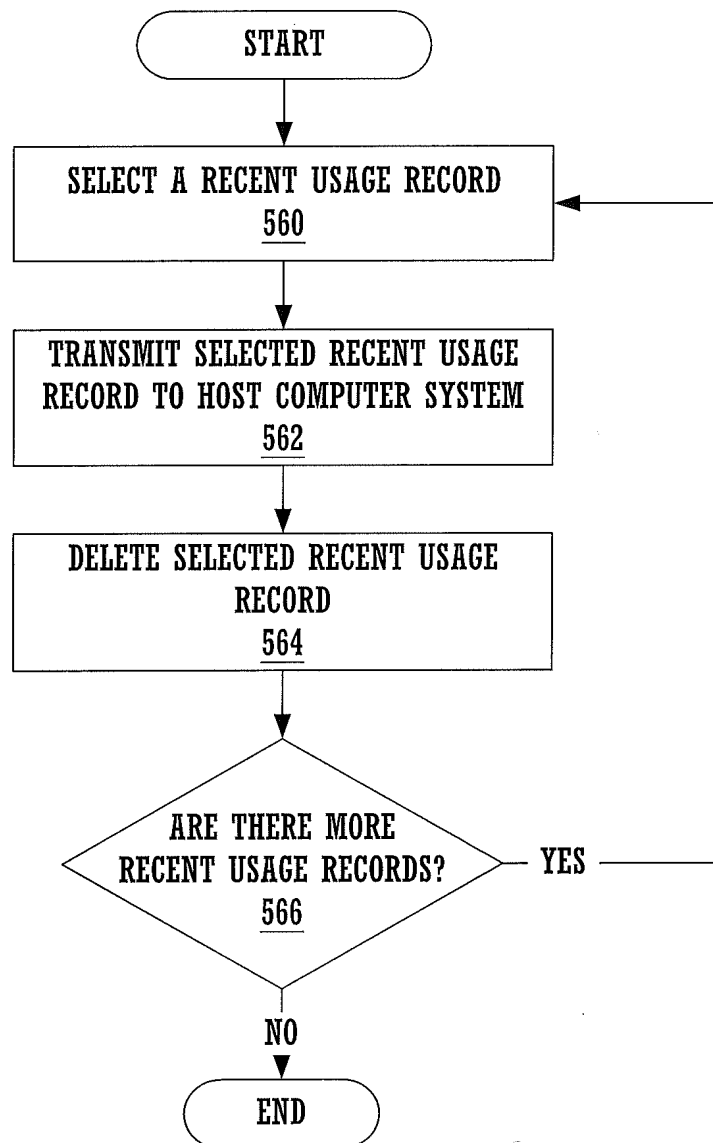 START
SELECT A RECENT USAGE RECORD
560
TRANSMIT SELECTED RECENT USAGE
RECORD TO HOST COMPUTER SYSTEM
562
DELETE SELECTED RECENT USAGE
RECORD
564
ARE THERE MORE
RECENT USAGE RECORDS?
566
YES
NO
END